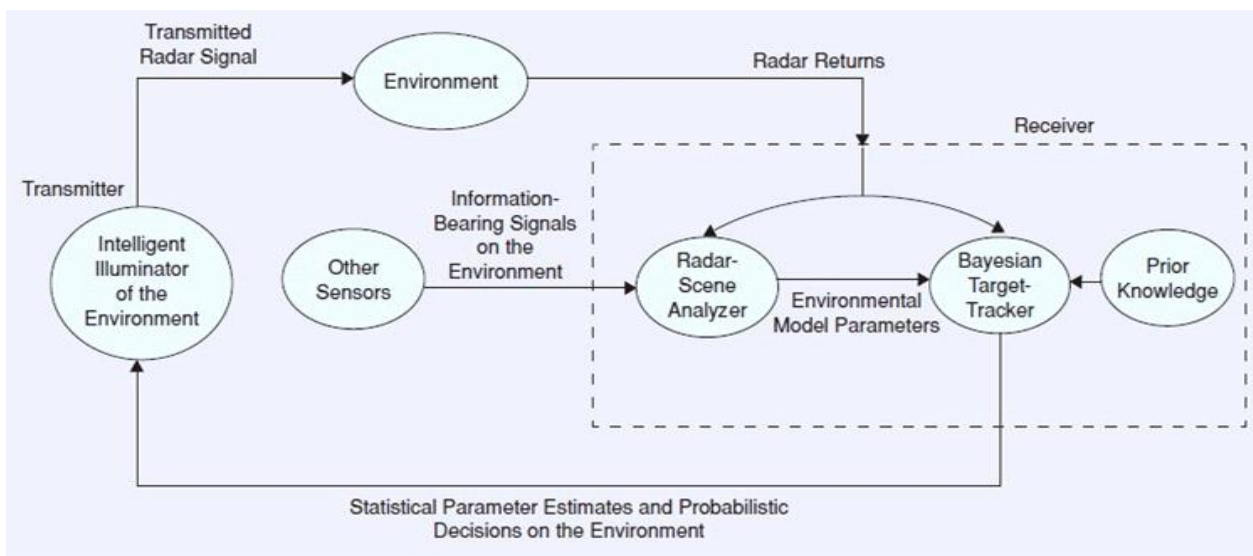 Transmitted
Radar Signal
Environment
Radar Returns
Receiver
Transmitter
Intelligent
Illuminator
of the
Environment
Other
Sensors
Information-
Bearing Signals
on the
Environment
Radar-
Scene
Analyzer
Environmental
Model Parameters
Bayesian
Target-
Tracker
Prior
Knowledge
Statistical Parameter Estimates and Probabilistic
Decisions on the Environment